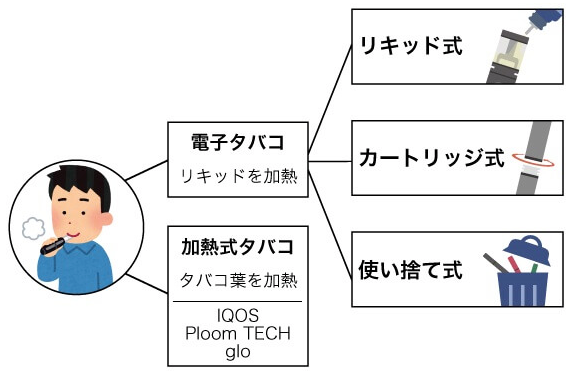 電子タバコ
リキッドを加熱
加熱式タバコ
タバコ葉を加熱
IQOS
Ploom TECH
glo
リキッド式
カートリッジ式
使い捨て式